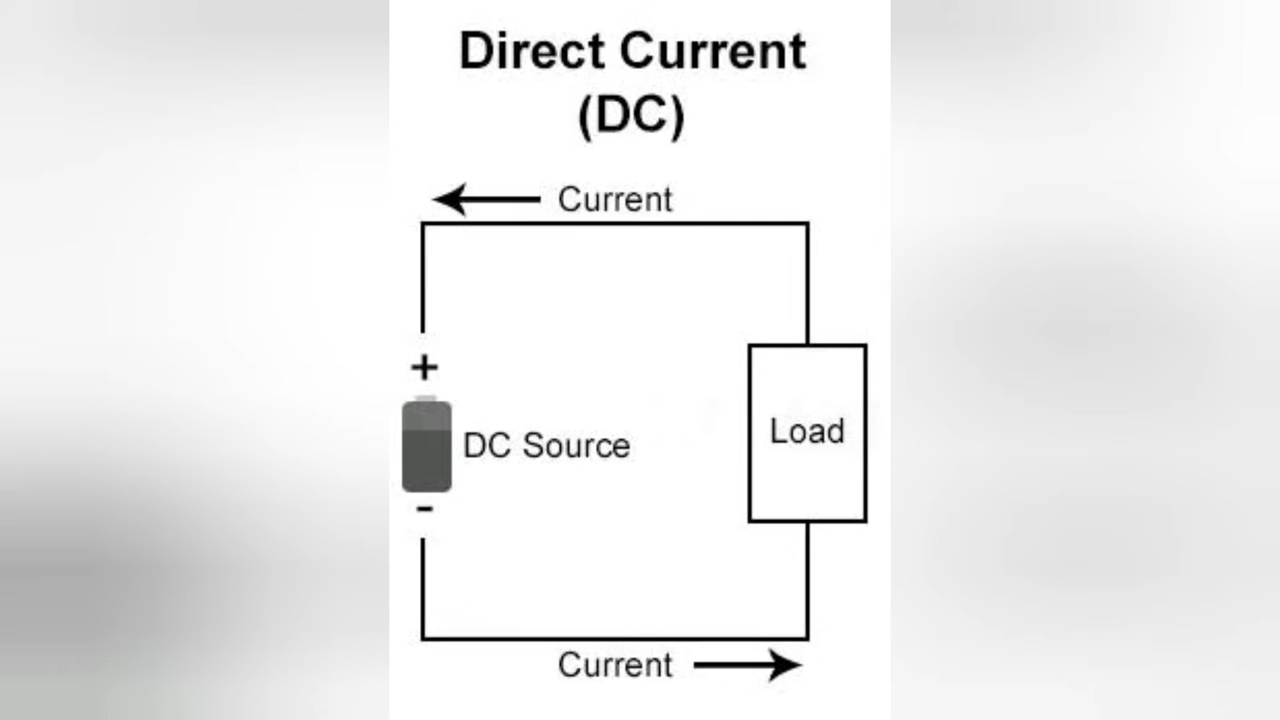 Direct Current
(DC)
Current
+
DC Source
Load
-
Current